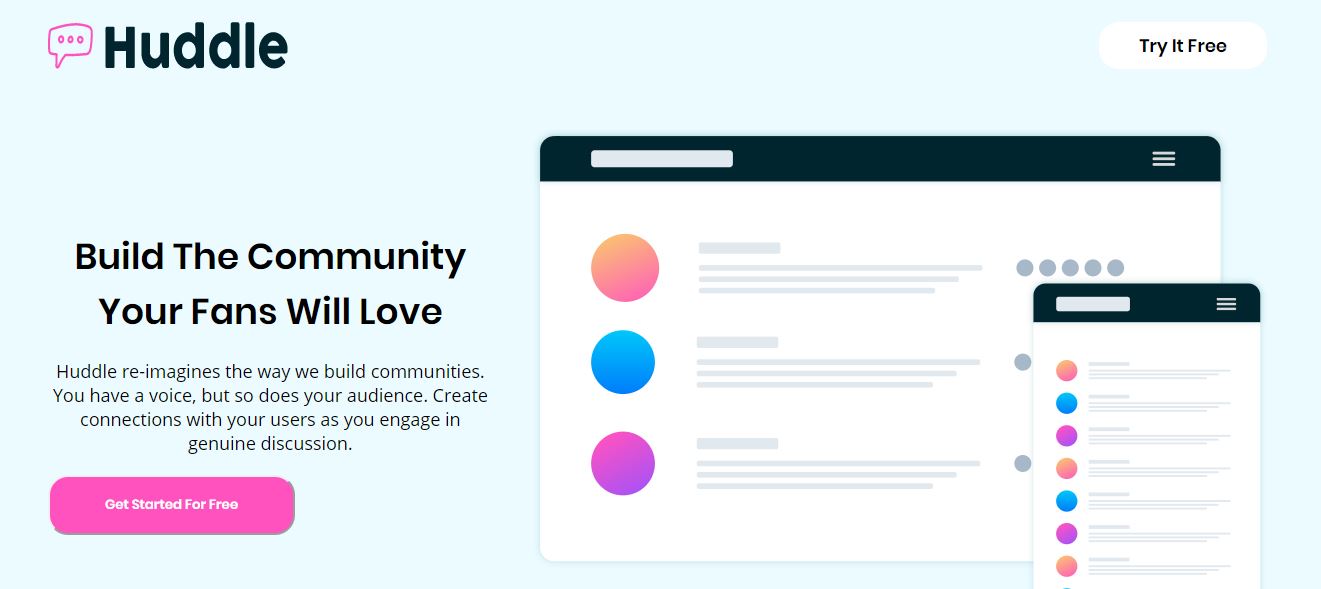 Huddle
Try It Free
Build The Community
Your Fans Will Love
Huddle re-imagines the way we build communities.
You have a voice, but so does your audience. Create
connections with your users as you engage in
genuine discussion.
Get Started For Free